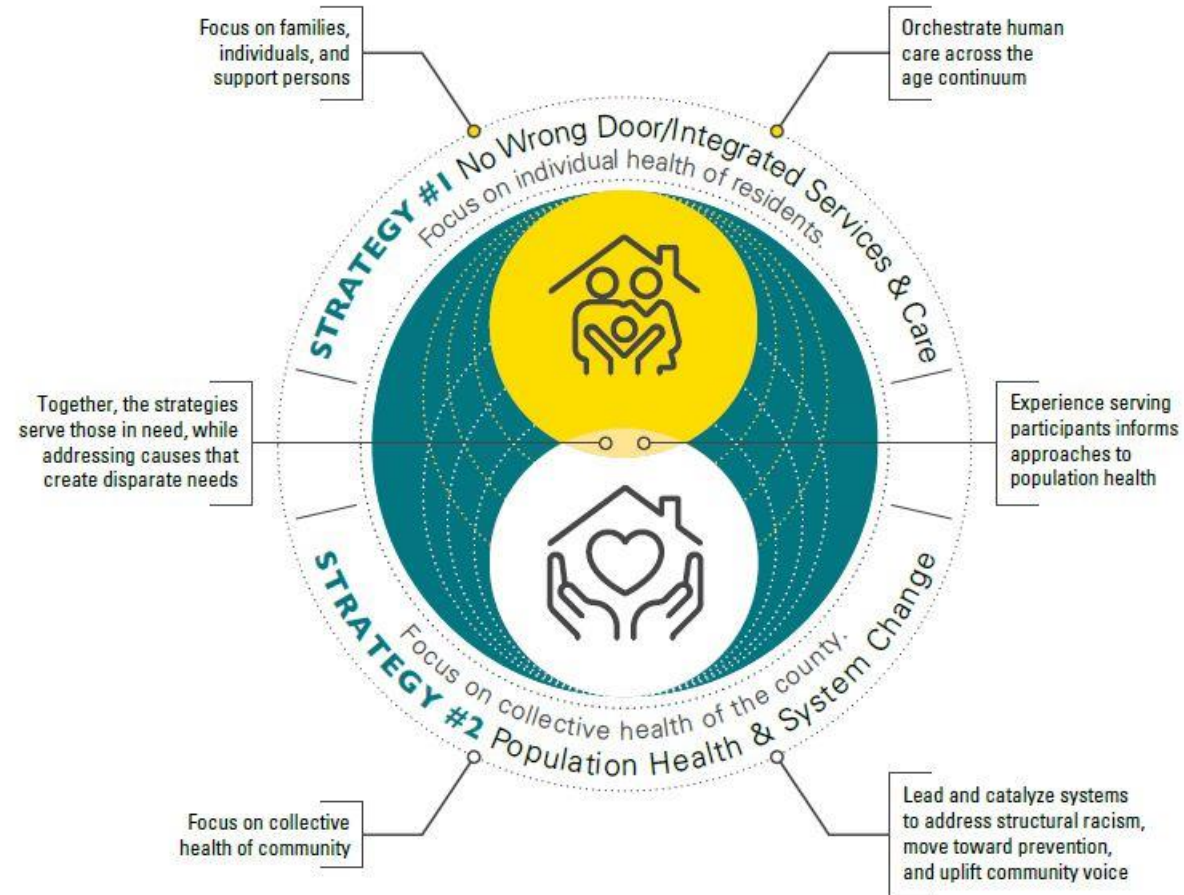 Focus on families,
individuals, and
support persons
Orchestrate human
care across the
age continuum
STRATEGY #1 No Wrong Door/Integrated Services & Care
Focus on individual health of residents.
Together, the strategies
serve those in need, while
addressing causes that
create disparate needs
Experience serving
participants informs
approaches to
population health
Focus on collective health of the county.
STRATEGY #2 Population Health & System Change
Focus on collective
health of community
Lead and catalyze systems
to address structural racism,
move toward prevention,
and uplift community voice